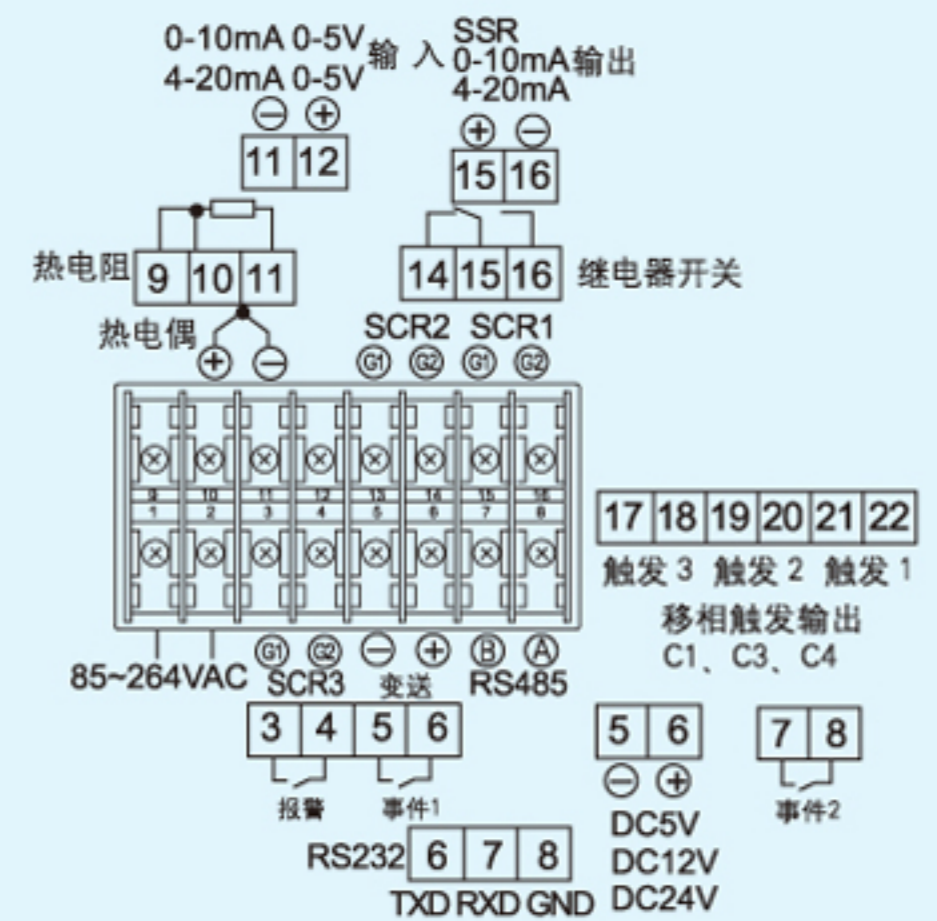 0-10mA 0-5V 输 入
4-20mA 0-5V
SSR
0-10mA输出
4-20mA
⊖ ⊕
11 12
⊕ ⊖
15 16
热电阻 9 10 11
14 15 16 继电器开关
热电偶
⊕ ⊖
SCR2 SCR1
G1 G2 G1 G2
9 10 11 12 13 14 15 16
1 2 3 4 5 6 7 8
17 18 19 20 21 22
触发 3 触发 2 触发 1
移相触发输出
C1、C3、C4
85~264VAC
G1 G2 ⊖ ⊕ B A
SCR3 变送 RS485
3 4 5 6
报警 事件1
5 6
⊖ ⊕
DC5V
DC12V
DC24V
7 8
事件2
RS232 6 7 8
TXD RXD GND